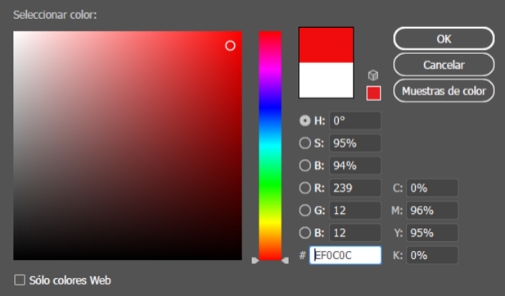 Seleccionar color:
OK
Cancelar
Muestras de color
H: 0°
S: 95%
B: 94%
R: 239 C: 0%
G: 12 M: 96%
B: 12 Y: 95%
# EF0C0C K: 0%
Sólo colores Web